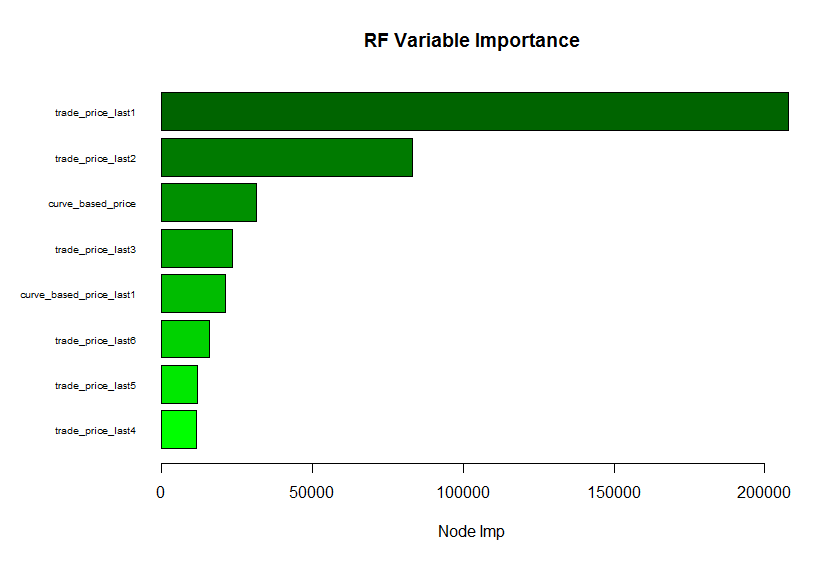 RF Variable Importance
trade_price_last1
trade_price_last2
curve_based_price
trade_price_last3
curve_based_price_last1
trade_price_last6
trade_price_last5
trade_price_last4
0 50000 100000 150000 200000
Node Imp